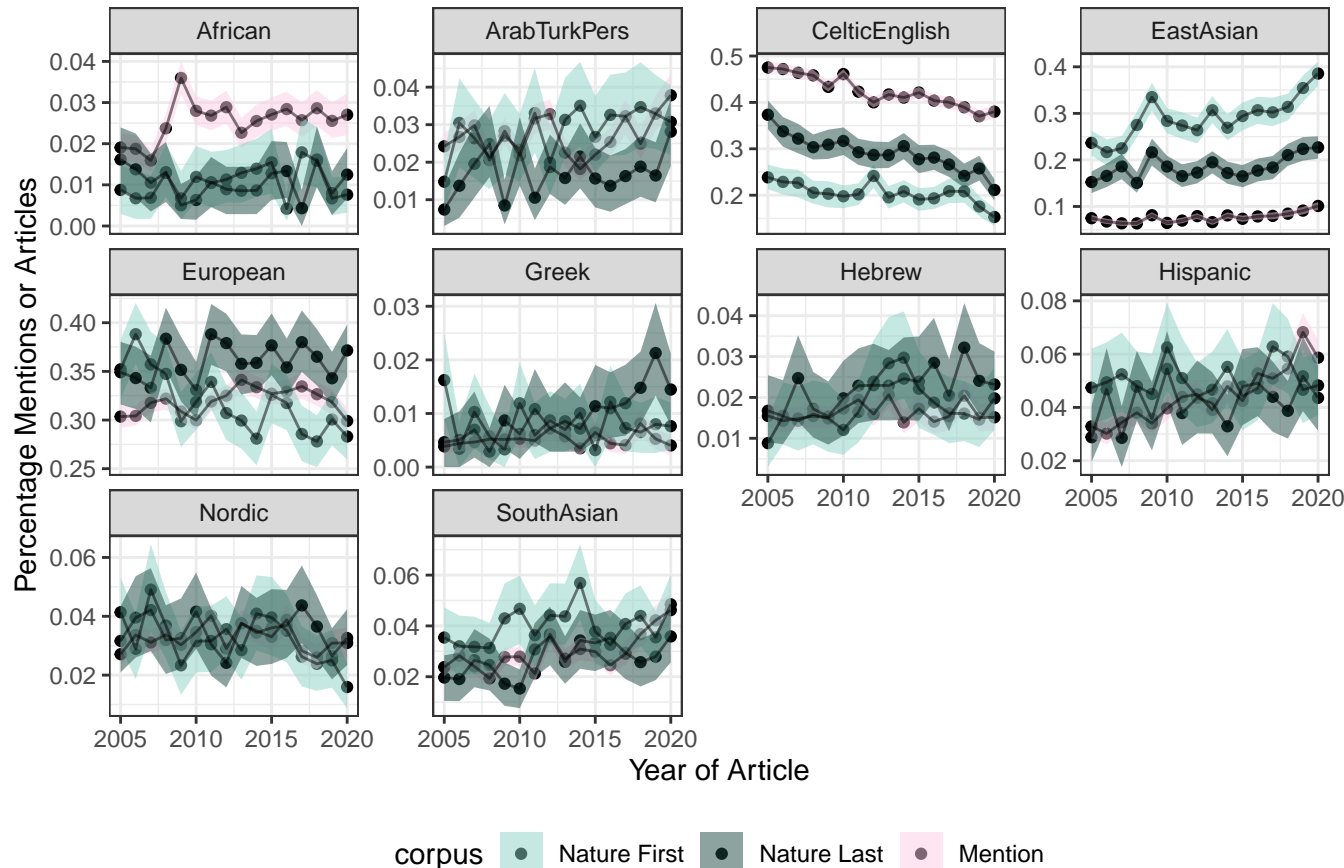 African
ArabTurkPers
CelticEnglish
EastAsian
0.04
0.03
0.02
0.01
0.00
0.04
0.03
0.02
0.01
0.5
0.4
0.3
0.2
0.4
0.3
0.2
0.1
European
Greek
Hebrew
Hispanic
0.40
0.35
0.30
0.25
0.03
0.02
0.01
0.00
0.04
0.03
0.02
0.01
0.08
0.06
0.04
0.02
2005 2010 2015 2020
2005 2010 2015 2020
Nordic
SouthAsian
0.06
0.04
0.02
0.06
0.04
0.02
2005 2010 2015 2020
2005 2010 2015 2020
Percentage Mentions or Articles
Year of Article
corpus Nature First Nature Last Mention